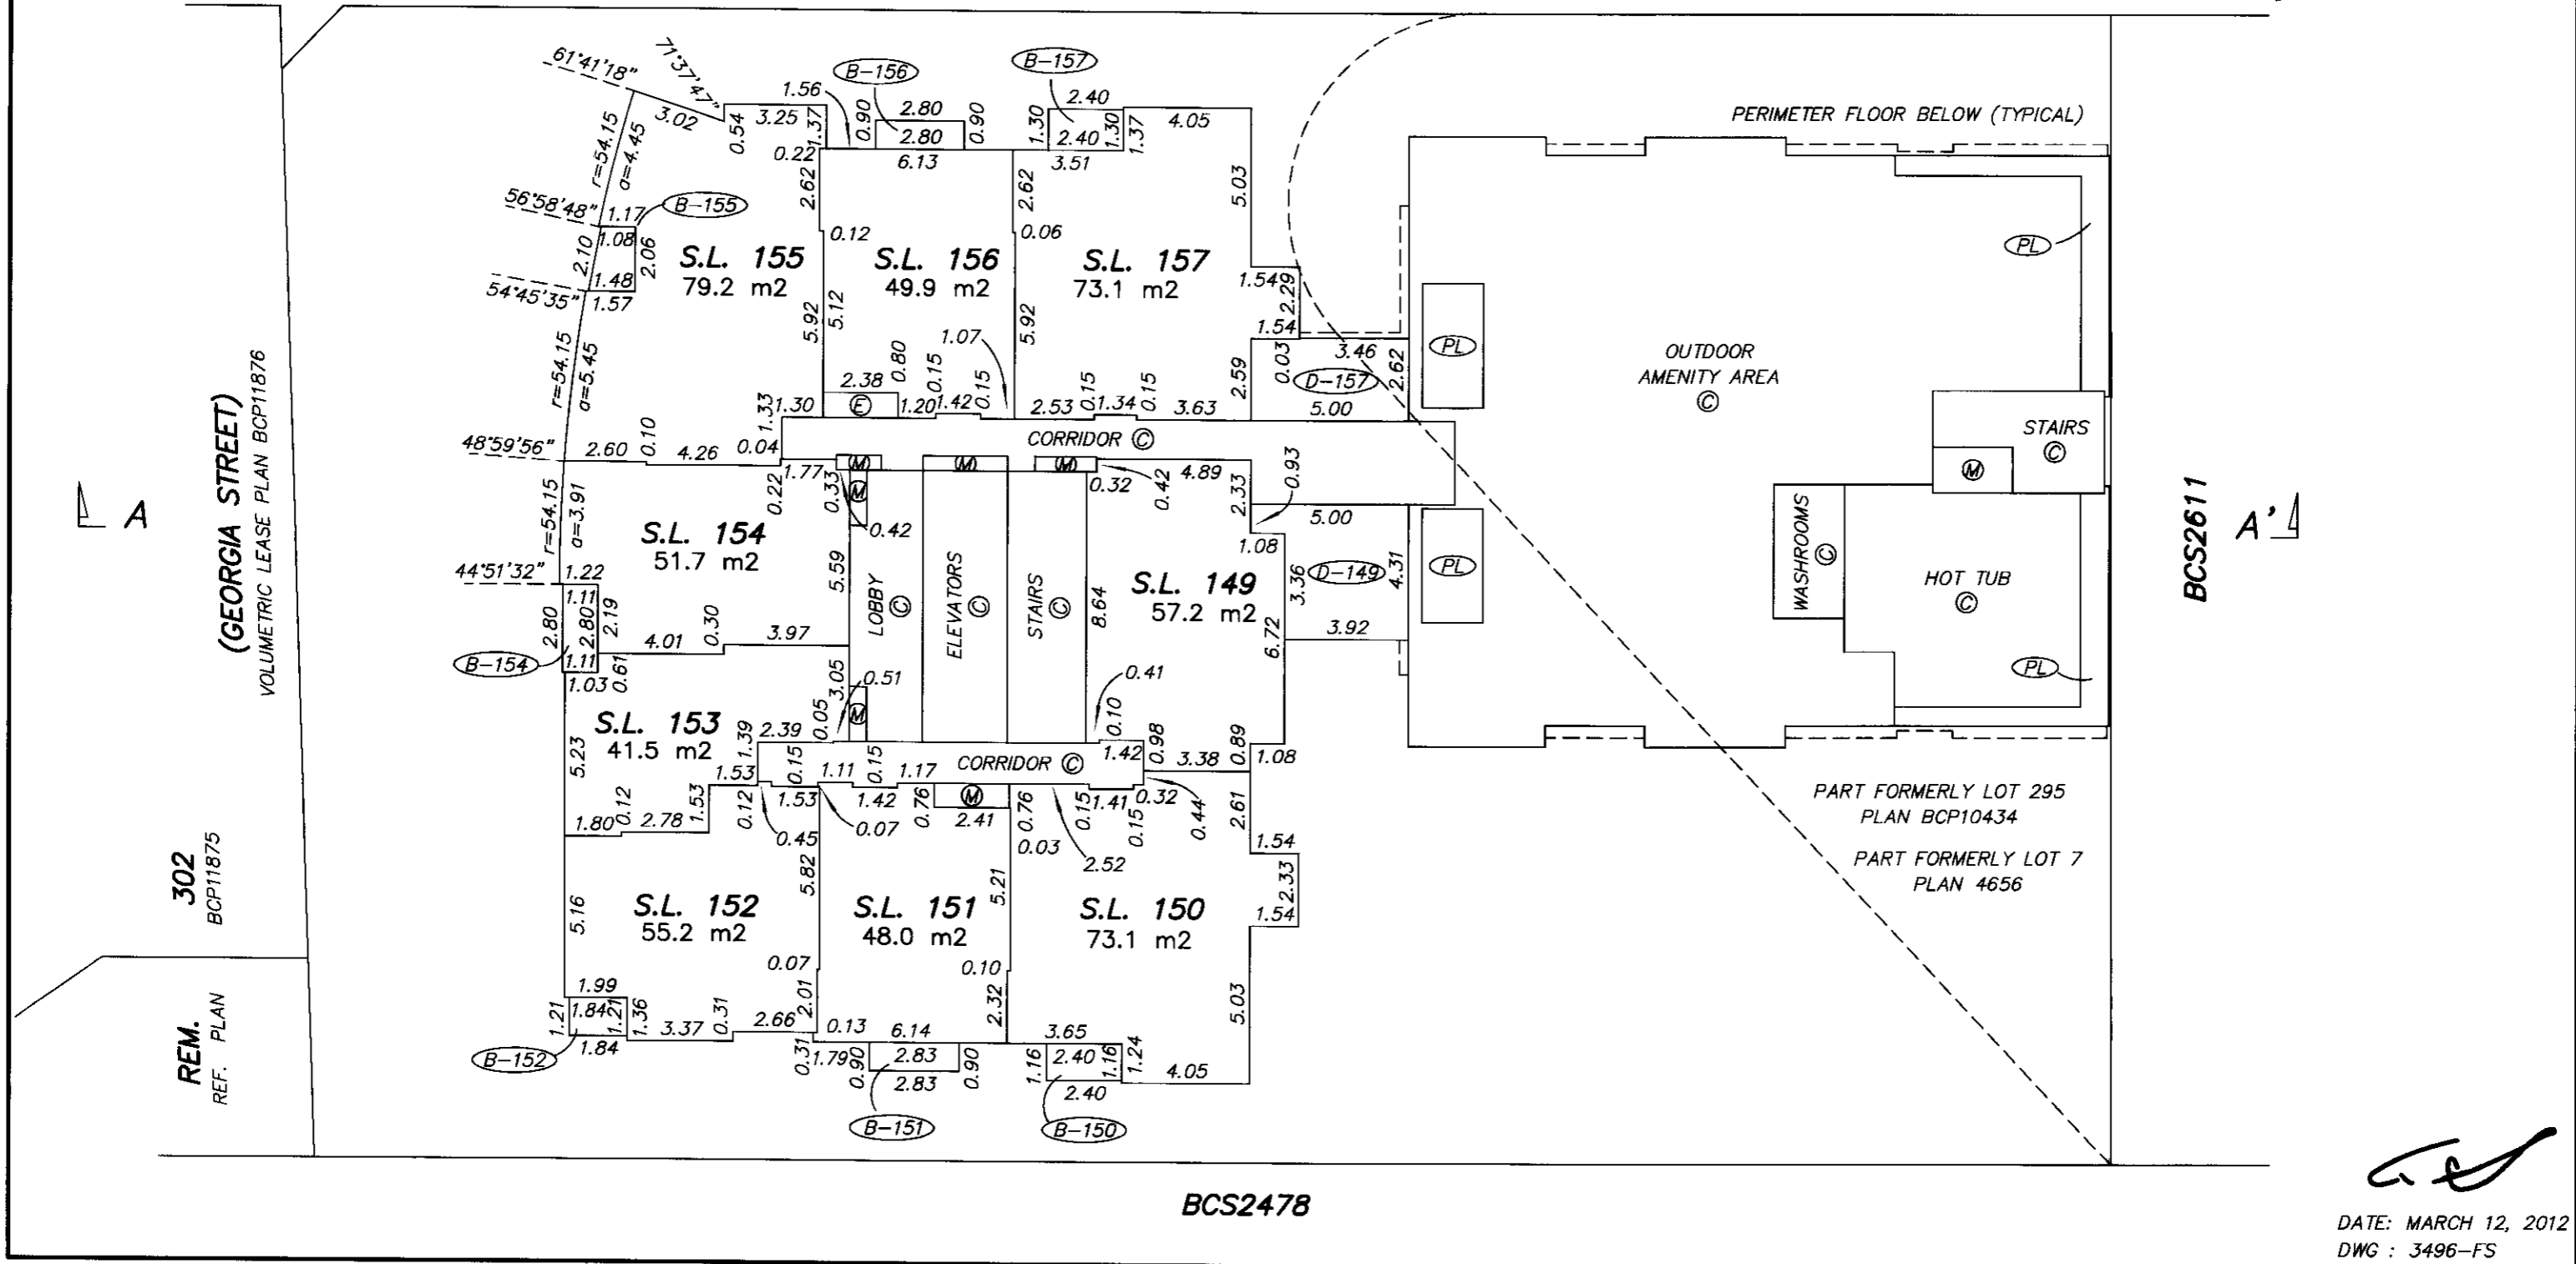 61°41'18"
71°37'47"
3.02
0.54
3.25
1.56
1.37
B-156
0.90
2.80
2.80
0.90
B-157
2.40
1.30
2.40
1.30
1.37
4.05
PERIMETER FLOOR BELOW (TYPICAL)
r=54.15
a=4.45
0.22
6.13
3.51
2.62
2.62
5.03
56°58'48"
1.17
B-155
1.08
2.10
2.06
1.48
54°45'35"
1.57
0.12
0.06
S.L. 155
79.2 m2
S.L. 156
49.9 m2
S.L. 157
73.1 m2
1.54
2.29
1.54
PL
5.92
5.12
5.92
1.07
r=54.15
a=5.45
2.38
0.80
0.15
0.15
0.15
0.15
2.59
0.03
3.46
2.62
D-157
PL
OUTDOOR
AMENITY AREA
C
1.33
1.30
E
1.20
1.42
2.53
1.34
3.63
5.00
48°59'56"
2.60
0.10
4.26
0.04
CORRIDOR C
STAIRS
C
M
1.77
0.22
0.33
M
M
M
M
0.42
0.32
0.42
4.89
2.33
0.93
5.00
r=54.15
a=3.91
S.L. 154
51.7 m2
5.59
LOBBY
C
ELEVATORS
C
STAIRS
C
8.64
1.08
S.L. 149
57.2 m2
3.36
D-149
4.31
PL
6.72
3.92
WASHROOMS
C
HOT TUB
C
PL
44°51'32"
1.22
1.11
2.80
2.80
2.19
B-154
1.11
1.03
0.61
4.01
0.30
3.97
A
A'
(GEORGIA STREET)
VOLUMETRIC LEASE PLAN BCP11876
BCS2611
3.05
0.51
M
0.41
0.10
S.L. 153
41.5 m2
5.23
1.39
2.39
0.05
1.53
0.15
1.11
0.15
1.17
CORRIDOR C
1.42
0.98
3.38
0.89
1.08
1.80
0.12
2.78
1.53
0.12
0.45
1.53
0.07
1.42
0.76
M
2.41
0.76
0.03
2.52
0.15
1.41
0.15
0.32
0.44
2.61
1.54
2.33
1.54
PART FORMERLY LOT 295
PLAN BCP10434
PART FORMERLY LOT 7
PLAN 4656
302
BCP11875
5.16
S.L. 152
55.2 m2
5.82
S.L. 151
48.0 m2
5.21
S.L. 150
73.1 m2
0.07
2.01
0.10
2.32
5.03
REM.
REF. PLAN
1.99
1.21
1.84
1.21
1.36
1.84
B-152
3.37
0.31
2.66
0.13
0.31
1.79
6.14
0.90
2.83
2.83
0.90
B-151
3.65
1.16
2.40
1.16
1.24
2.40
B-150
4.05
BCS2478
DATE: MARCH 12, 2012
DWG : 3496-FS